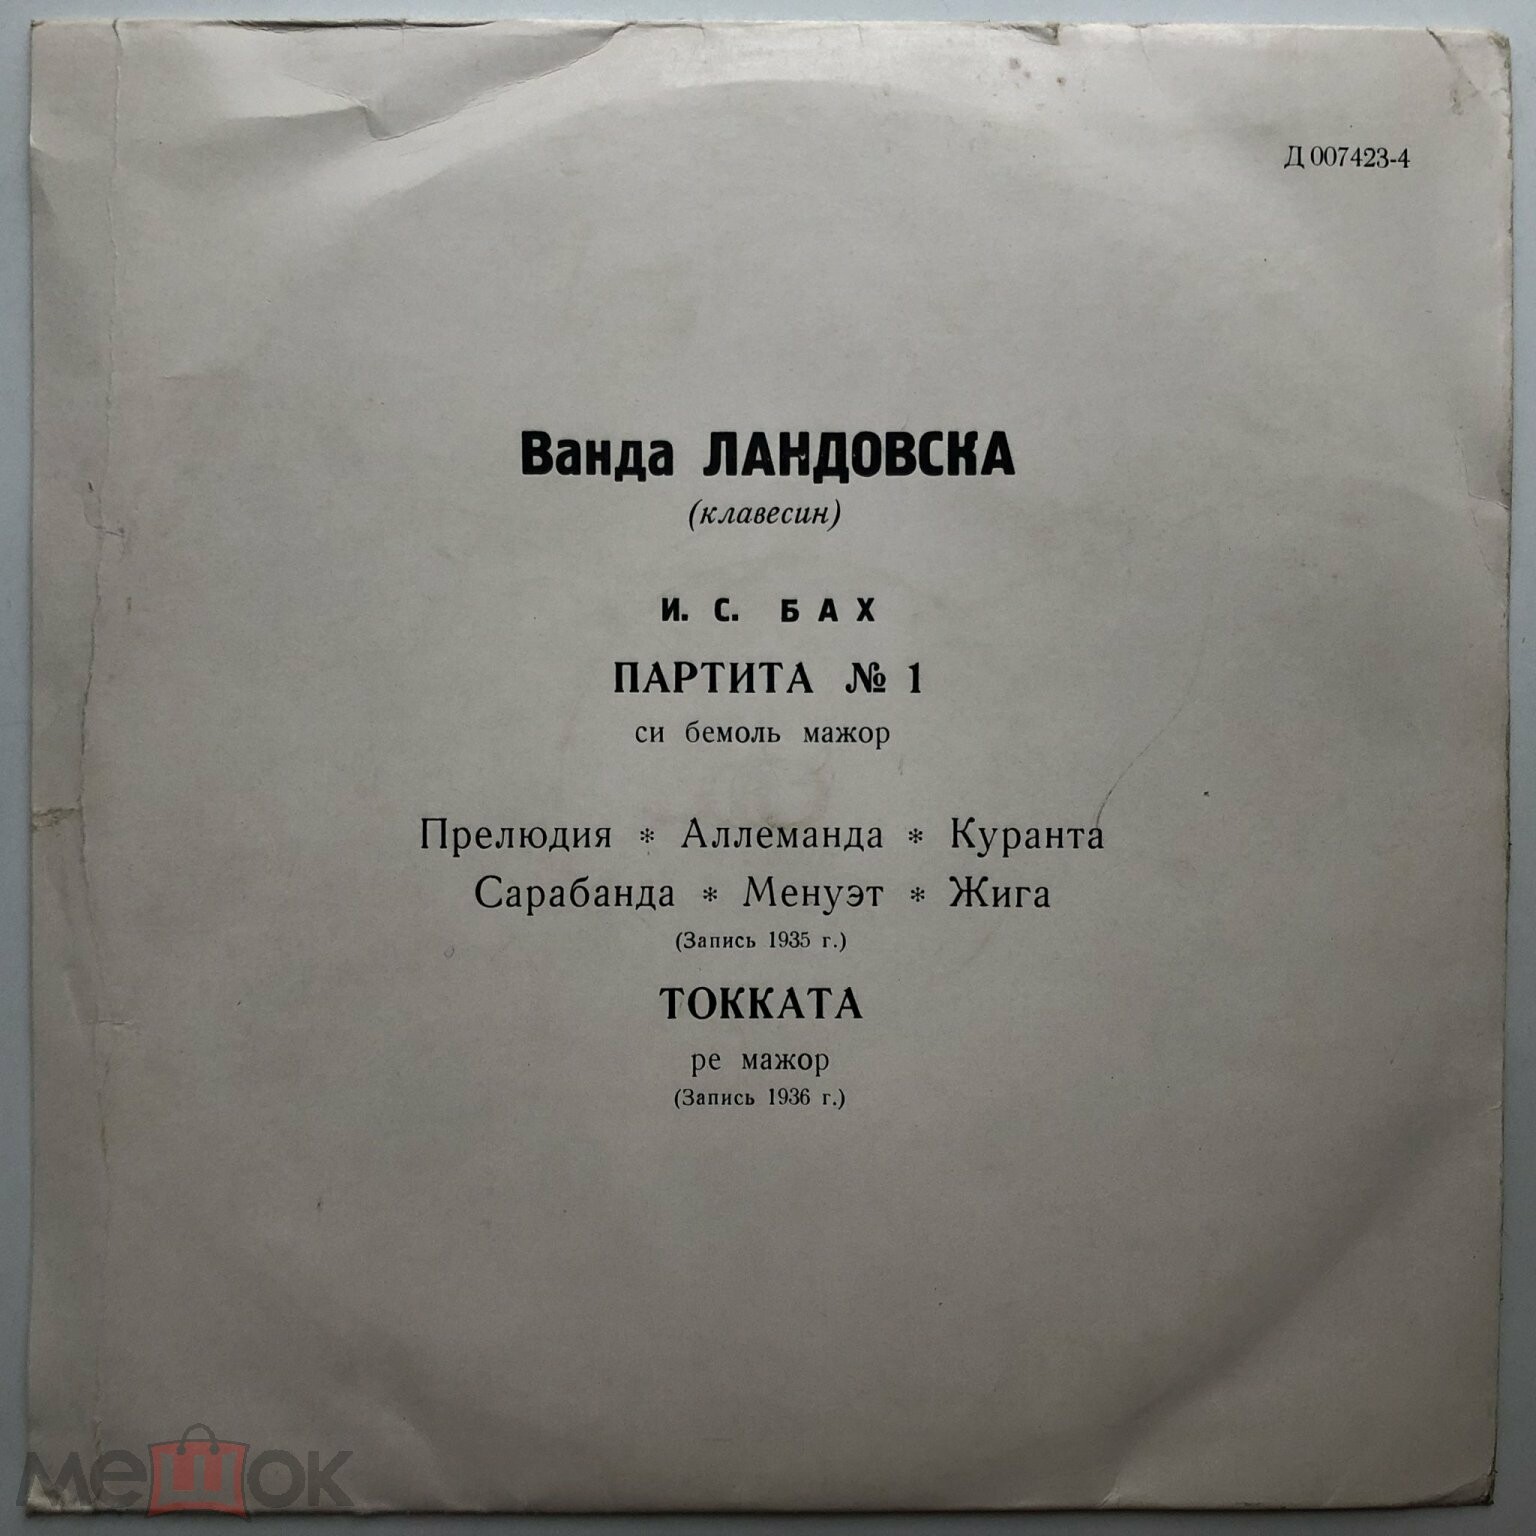 Д 007423-4
Ванда ЛАНДОВСКА
(клавесин)
И. С. БАХ
ПАРТИТА № 1
си бемоль мажор
Прелюдия * Аллеманда * Куранта
Сарабанда * Менуэт * Жига
(Запись 1935 г.)
ТОККАТА
ре мажор
(Запись 1936 г.)
мешок